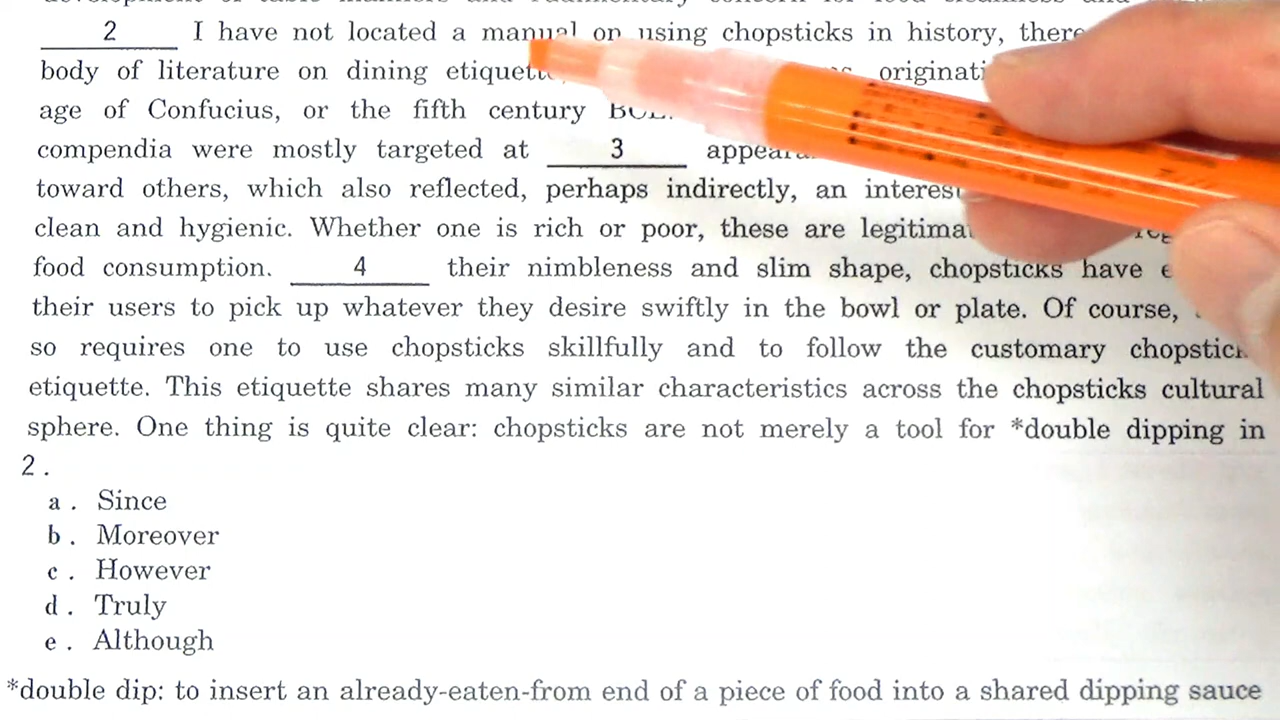 2 I have not located a manual on using chopsticks in history, there
body of literature on dining etiquette originati
age of Confucius, or the fifth century BCE.
compendia were mostly targeted at 3
toward others, which also reflected, perhaps indirectly, an interest
clean and hygienic. Whether one is rich or poor, these are
food consumption. 4 their nimbleness and slim shape, chopsticks have
their users to pick up whatever they desire swiftly in the bowl or plate. Of course,
so requires one to use chopsticks skillfully and to follow the customary chopstick
etiquette. This etiquette shares many similar characteristics across the chopsticks cultural
sphere. One thing is quite clear: chopsticks are not merely a tool for *double dipping in
2 .
a . Since
b . Moreover
c . However
d . Truly
e . Although
*double dip: to insert an already-eaten-from end of a piece of food into a shared dipping sauce